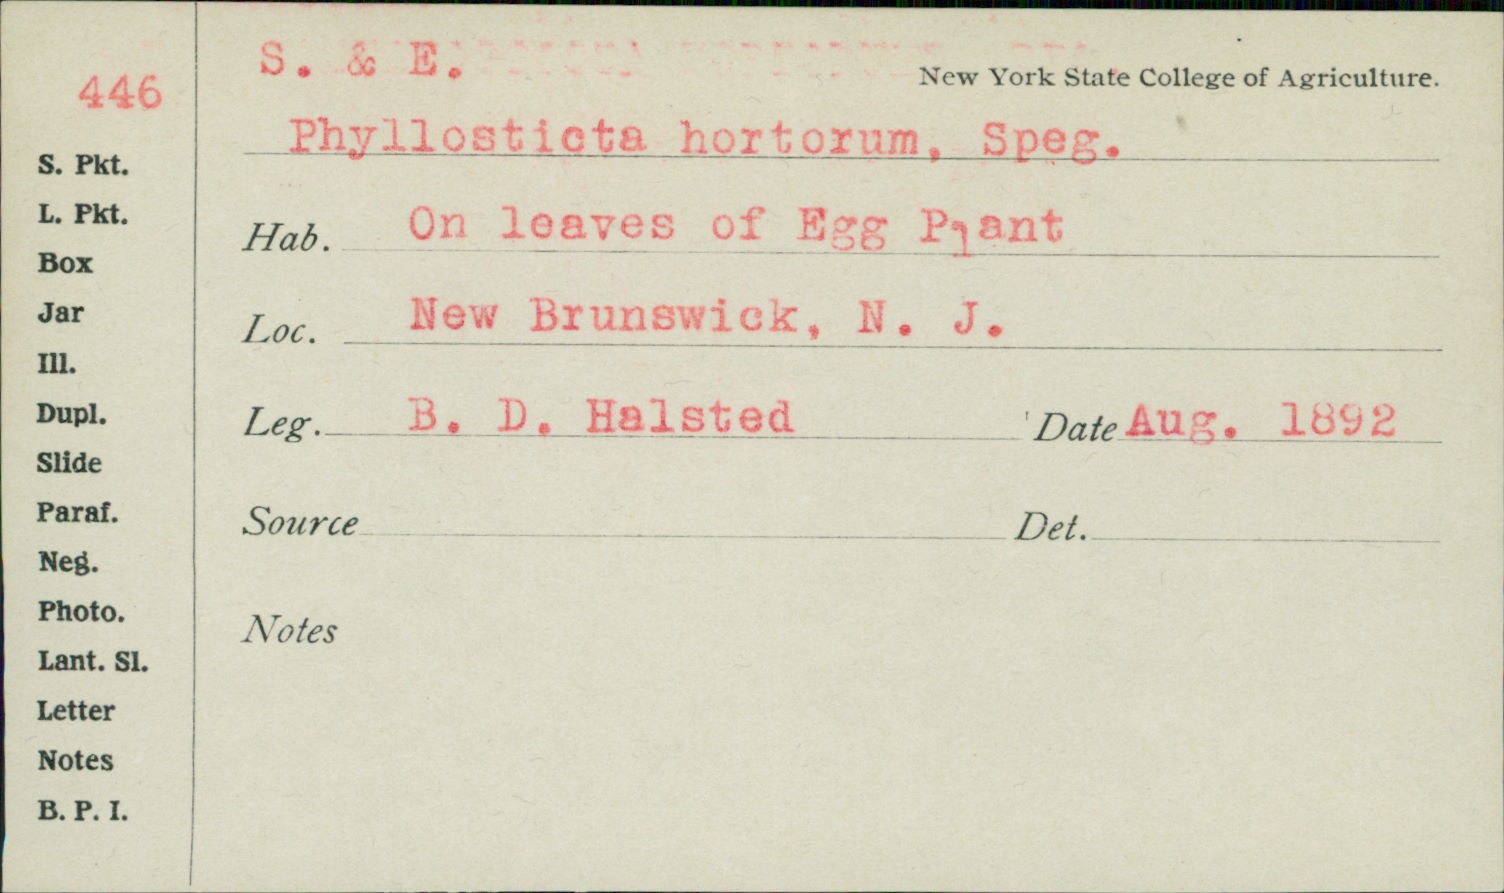 446
S. & E.
New York State College of Agriculture.
Phyllosticta hortorum, Speg.
Hab. On leaves of Egg Plant
Loc. New Brunswick, N. J.
Leg. B. D. Halsted Date Aug. 1892
Source Det.
Notes
S. Pkt.
L. Pkt.
Box
Jar
Ill.
Dupl.
Slide
Paraf.
Neg.
Photo.
Lant. Sl.
Letter
Notes
B. P. I.